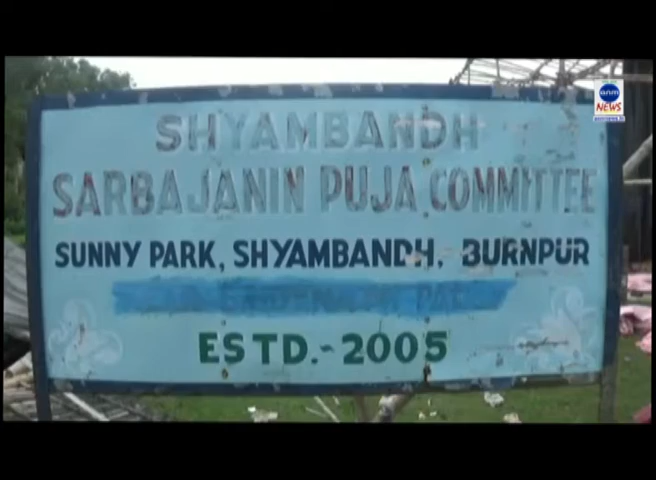 SHYAMBANDH
SARBAJANIN PUJA COMMITTEE
SUNNY PARK, SHYAMBANDH, BURNPUR
ESTD.-2005
anm
NEWS